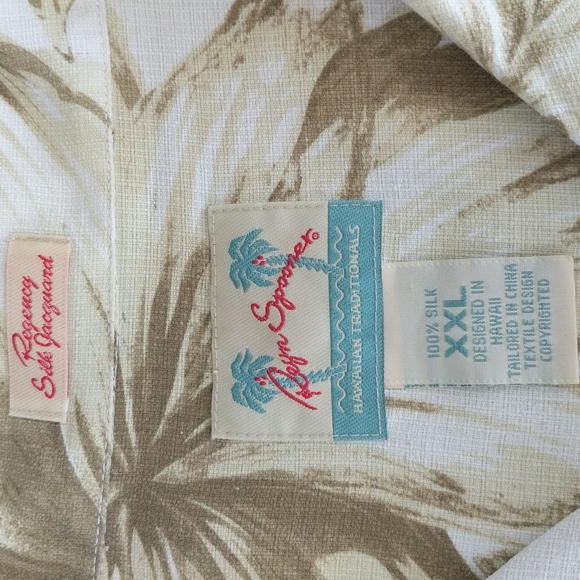 Regency
Silk Jacquard
Reyn Spooner©
HAWAIIAN TRADITIONALS
100% SILK
XXL
DESIGNED IN
HAWAII
TAILORED IN CHINA
TEXTILE DESIGN
COPYRIGHTED